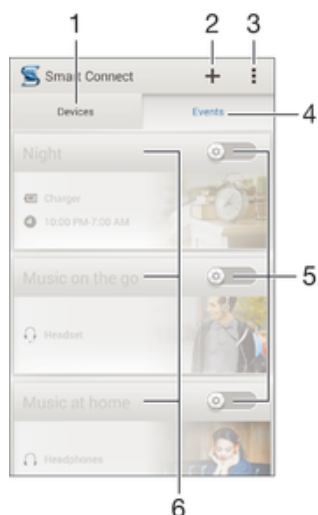 1 2 3
Smart Connect
Devices Events 4
Night
Charger
10:00 PM-7:00 AM
Music on the go 5
Headset
Music at home
Headphones
6